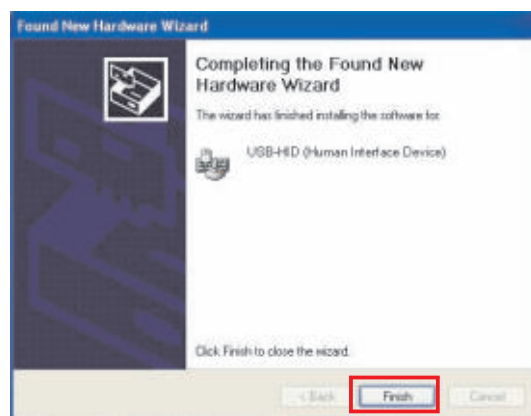 Found New Hardware Wizard
Completing the Found New
Hardware Wizard
The wizard has finished installing the software for:
USB-HID (Human Interface Device)
Click Finish to close the wizard.
< Back
Finish
Cancel